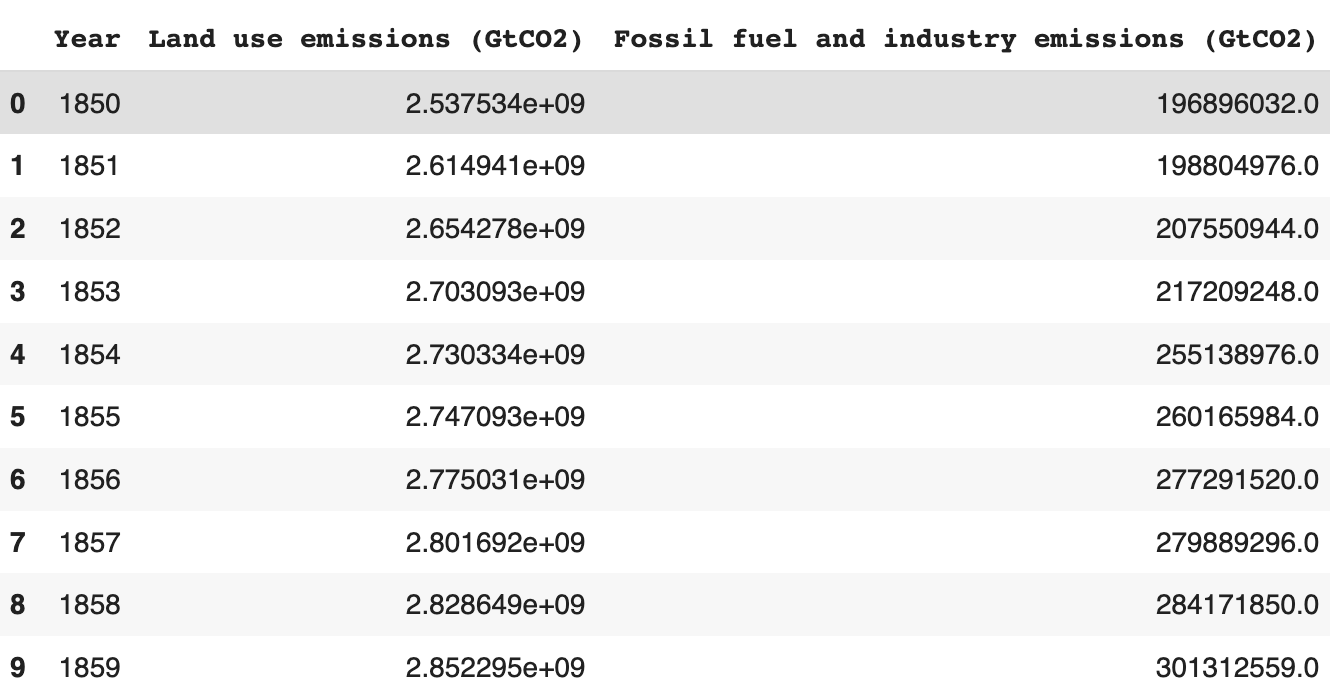 Year Land use emissions (GtCO2) Fossil fuel and industry emissions (GtCO2)
0 1850 2.537534e+09 196896032.0
1 1851 2.614941e+09 198804976.0
2 1852 2.654278e+09 207550944.0
3 1853 2.703093e+09 217209248.0
4 1854 2.730334e+09 255138976.0
5 1855 2.747093e+09 260165984.0
6 1856 2.775031e+09 277291520.0
7 1857 2.801692e+09 279889296.0
8 1858 2.828649e+09 284171850.0
9 1859 2.852295e+09 301312559.0